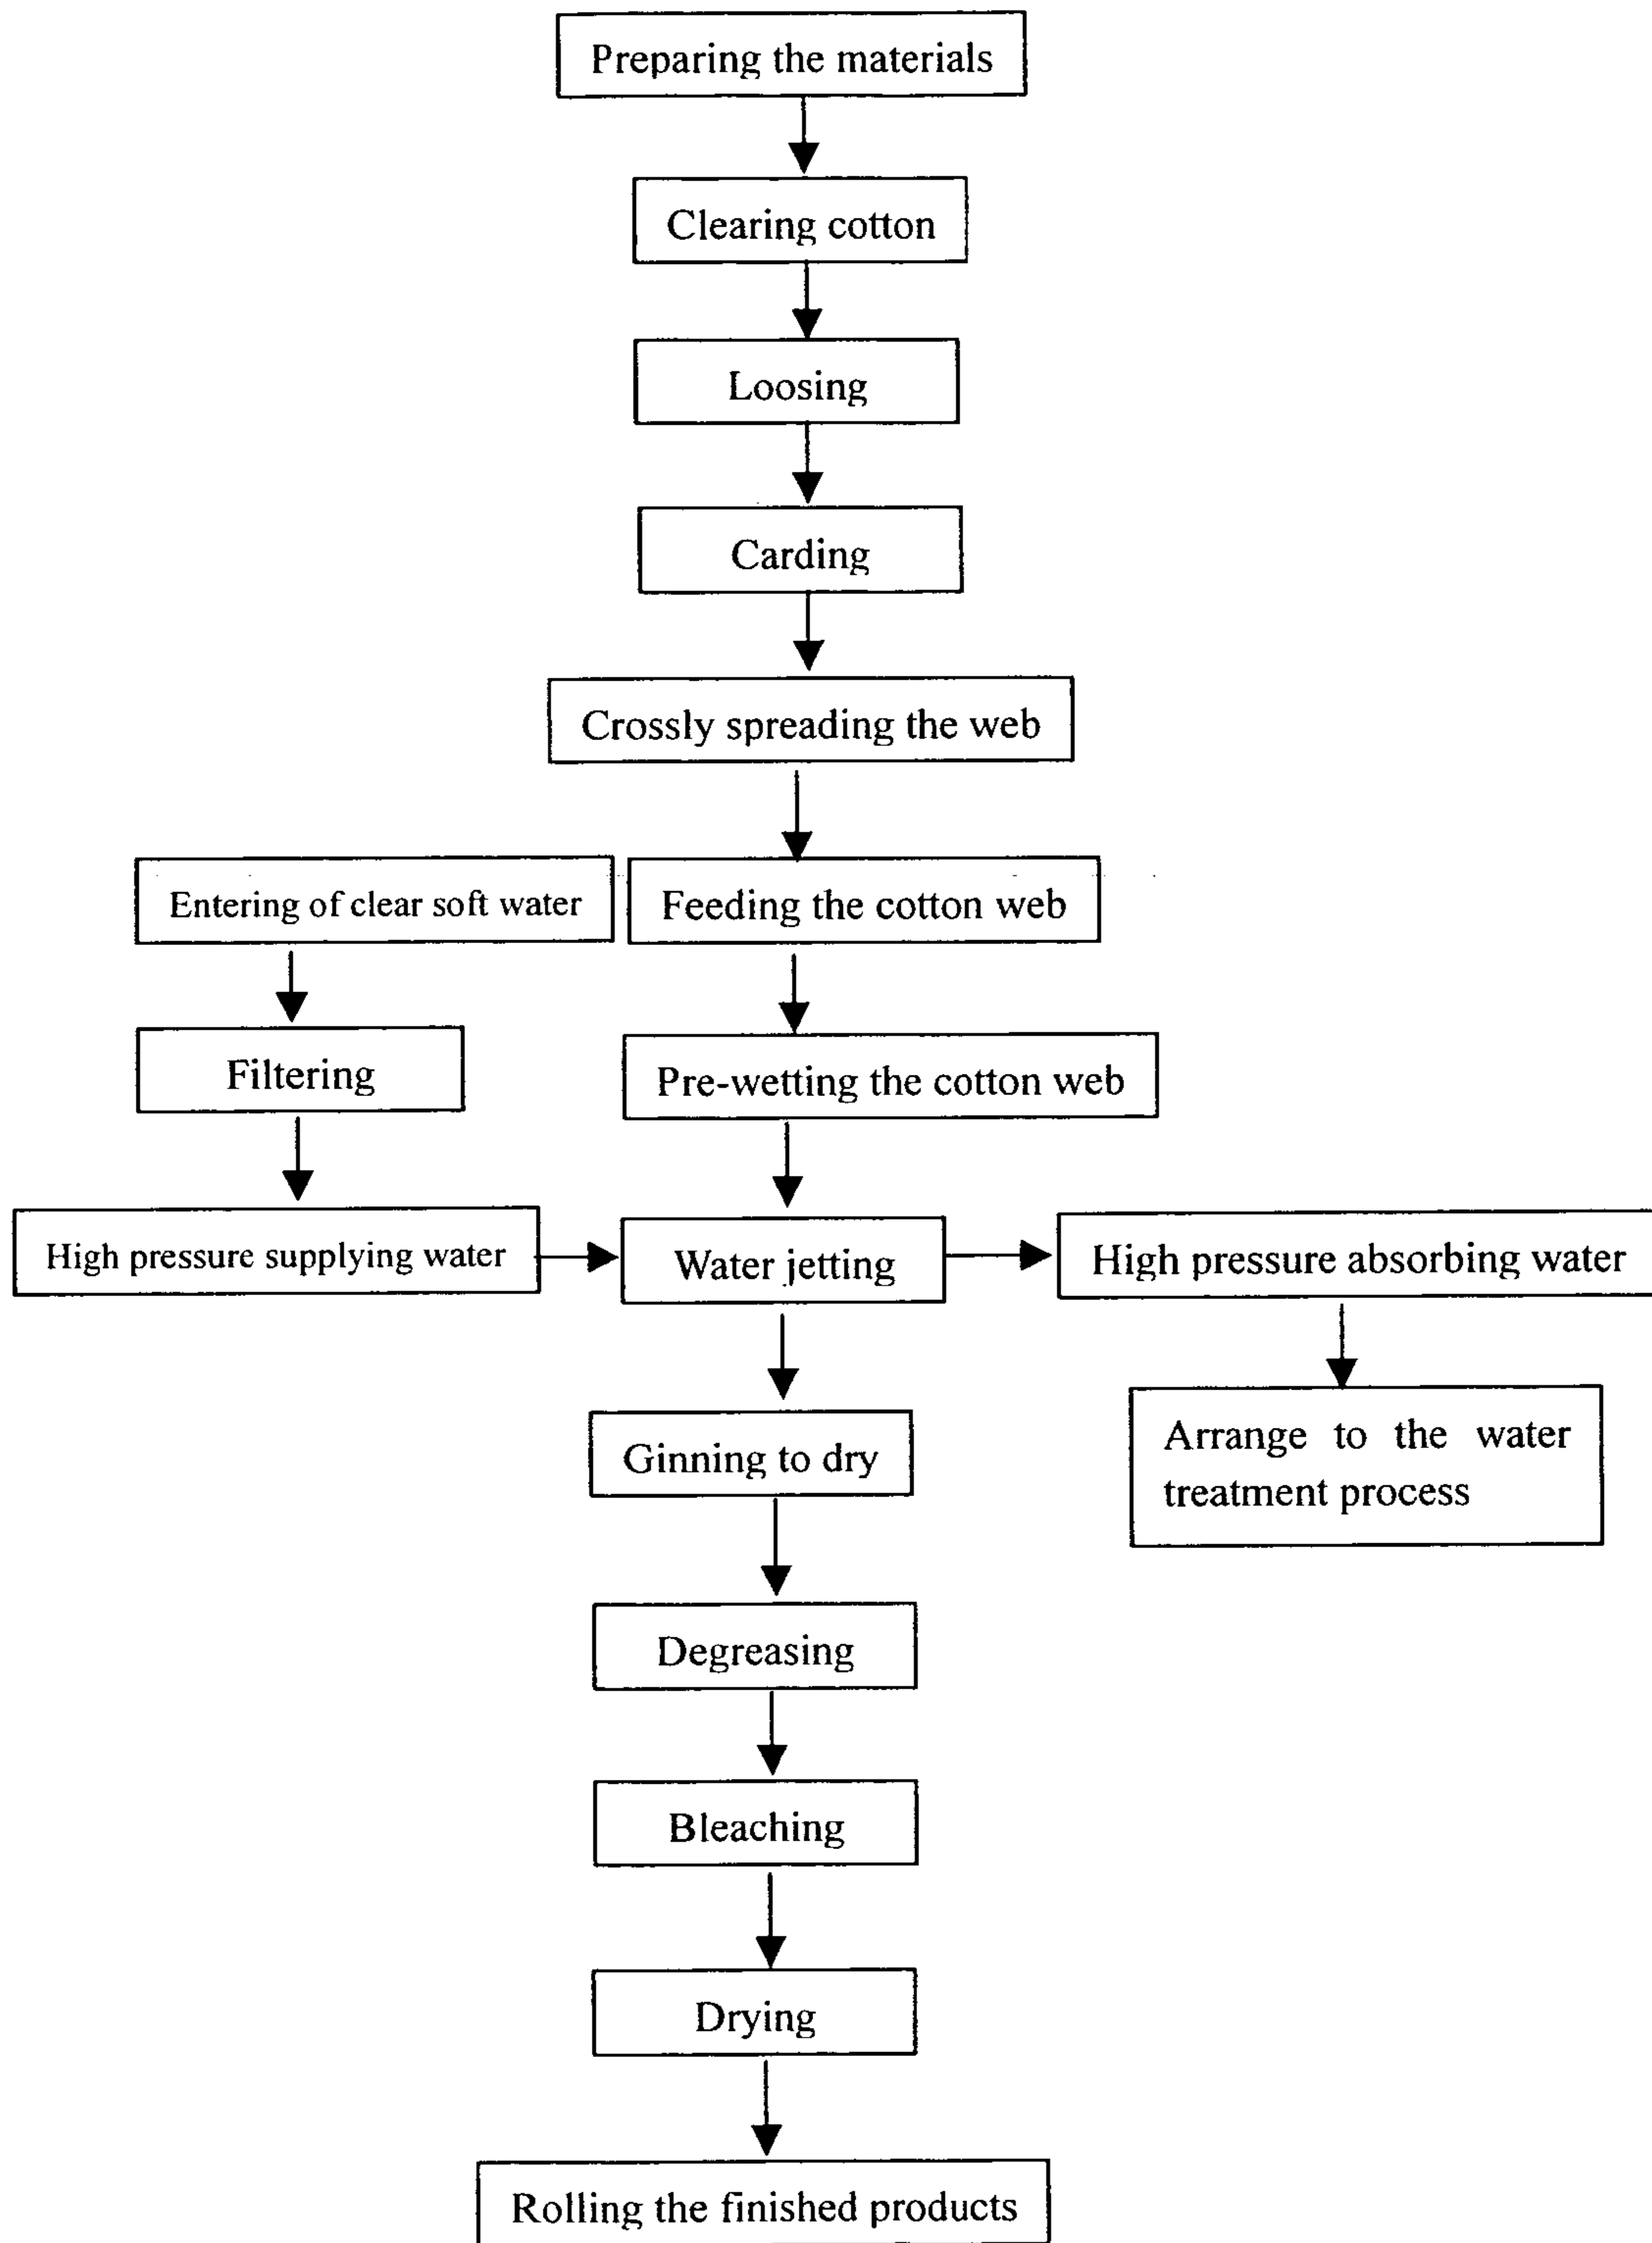 Preparing the materials
Clearing cotton
Loosing
Carding
Crossly spreading the web
Entering of clear soft water
Feeding the cotton web
Filtering
Pre-wetting the cotton web
High pressure supplying water
Water jetting
High pressure absorbing water
Ginning to dry
Arrange to the water
treatment process
Degreasing
Bleaching
Drying
Rolling the finished products